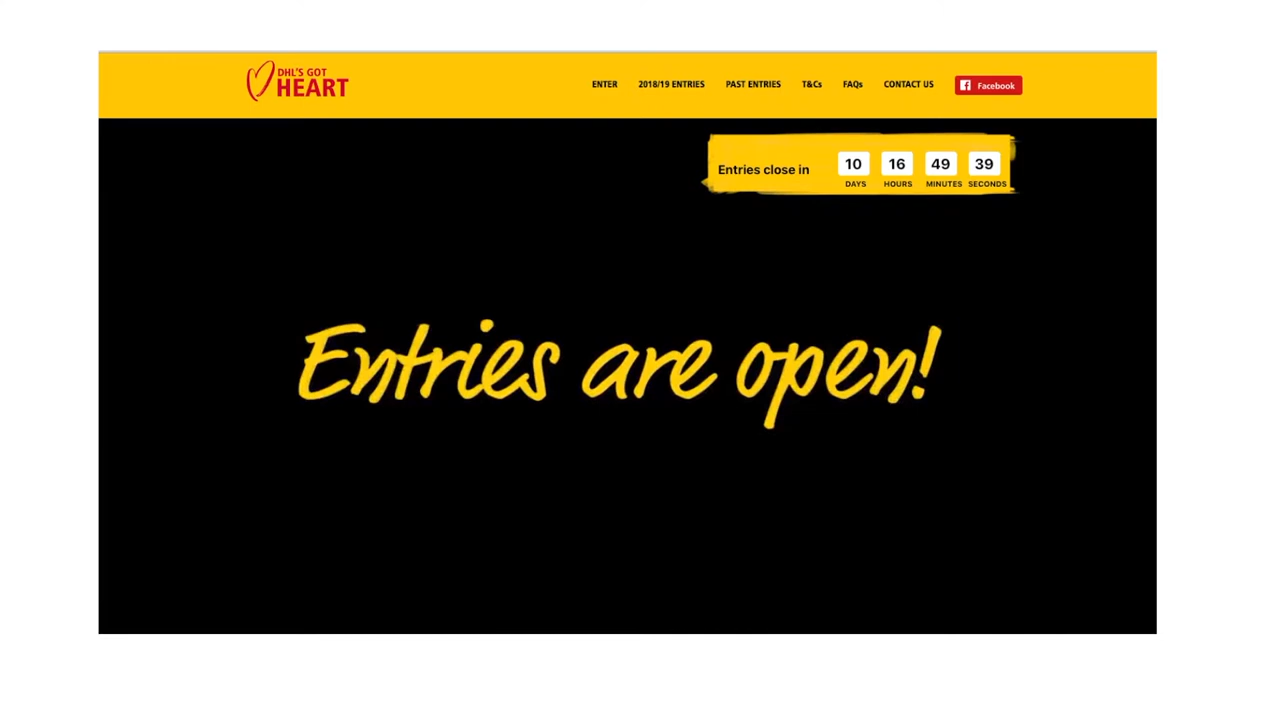 DHL'S GOT
HEART
ENTER 2018/19 ENTRIES PAST ENTRIES T&Cs FAQs CONTACT US Facebook
Entries close in 10 16 49 39
DAYS HOURS MINUTES SECONDS
Entries are open!